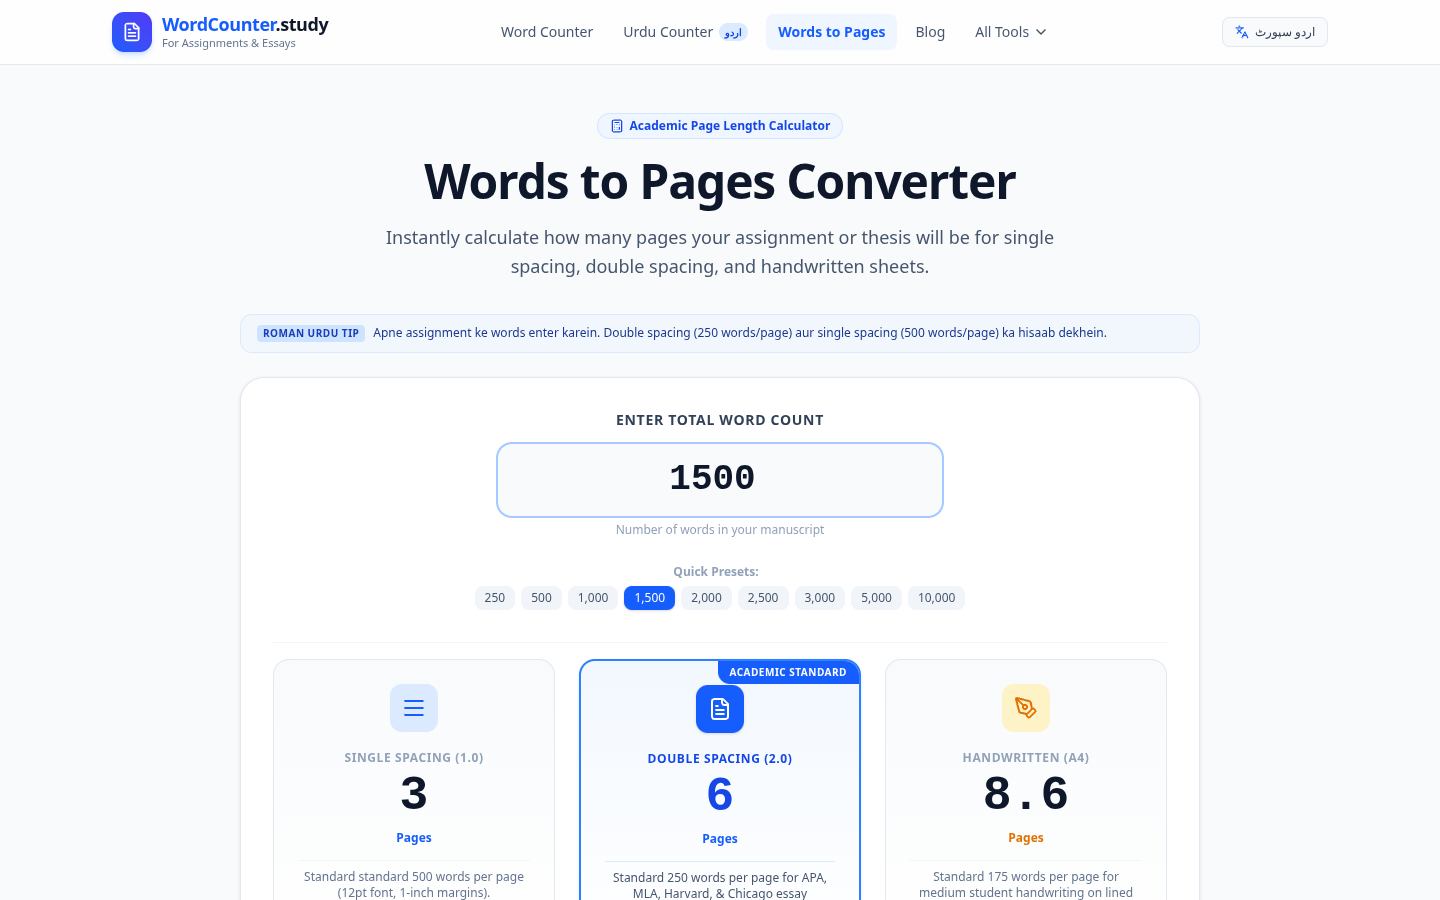 WordCounter.study
For Assignments & Essays
Word Counter
Urdu Counter اردو
Words to Pages
Blog
All Tools
اردو سپورٹ
Academic Page Length Calculator
Words to Pages Converter
Instantly calculate how many pages your assignment or thesis will be for single
spacing, double spacing, and handwritten sheets.
ROMAN URDU TIP Apne assignment ke words enter karein. Double spacing (250 words/page) aur single spacing (500 words/page) ka hisaab dekhein.
ENTER TOTAL WORD COUNT
1500
Number of words in your manuscript
Quick Presets:
250 500 1,000 1,500 2,000 2,500 3,000 5,000 10,000
SINGLE SPACING (1.0)
3
Pages
Standard standard 500 words per page
(12pt font, 1-inch margins).
ACADEMIC STANDARD
DOUBLE SPACING (2.0)
6
Pages
Standard 250 words per page for APA,
MLA, Harvard, & Chicago essay
HANDWRITTEN (A4)
8.6
Pages
Standard 175 words per page for
medium student handwriting on lined